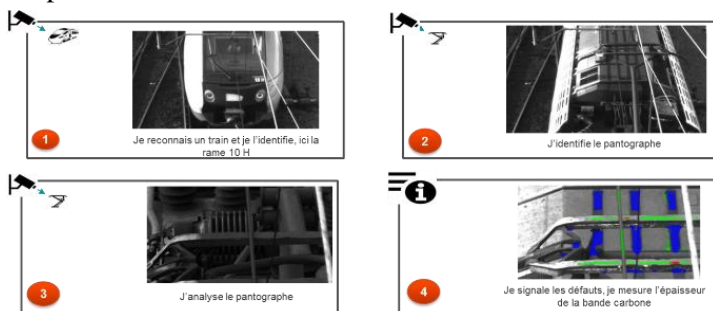 1
Je reconnais un train et je l'identifie, ici la
rame 10 H
2
J'identifie le pantographe
3
J'analyse le pantographe
4
Je signale les défauts, je mesure l'épaisseur
de la bande carbone